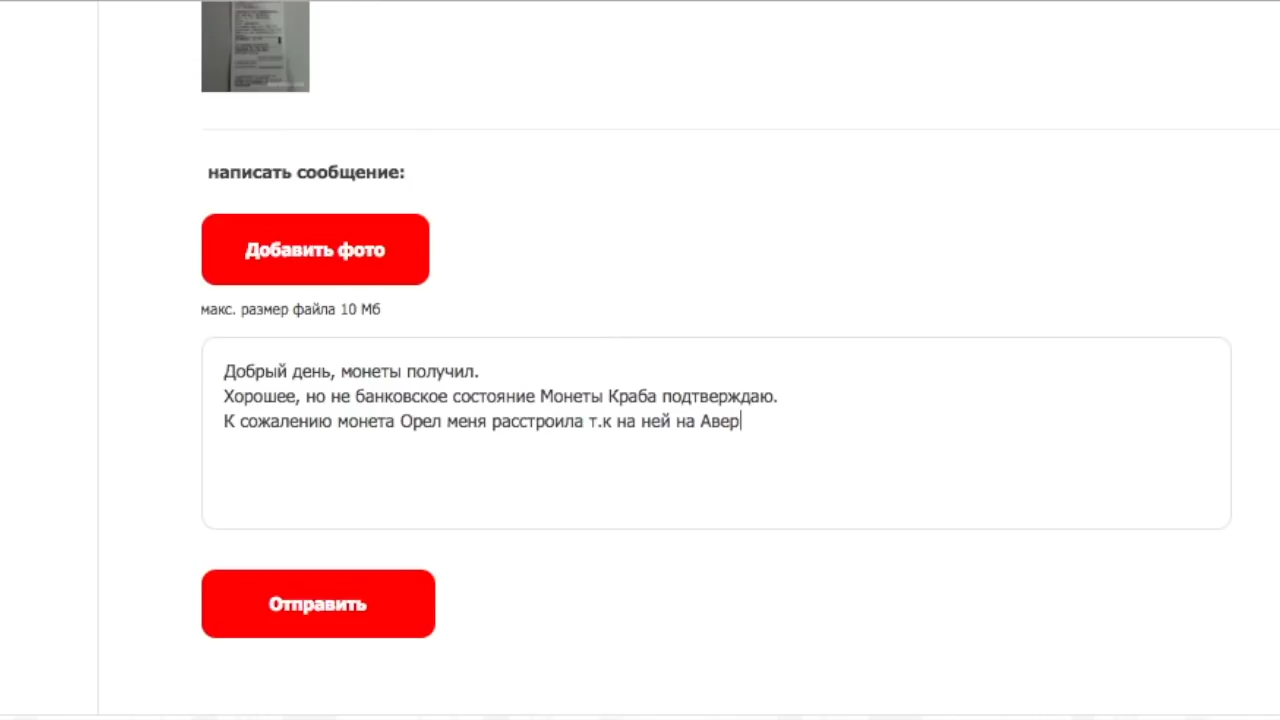 написать сообщение:
Добавить фото
макс. размер файла 10 Мб
Добрый день, монеты получил.
Хорошее, но не банковское состояние Монеты Краба подтверждаю.
К сожалению монета Орел меня расстроила т.к на ней на Авер
Отправить